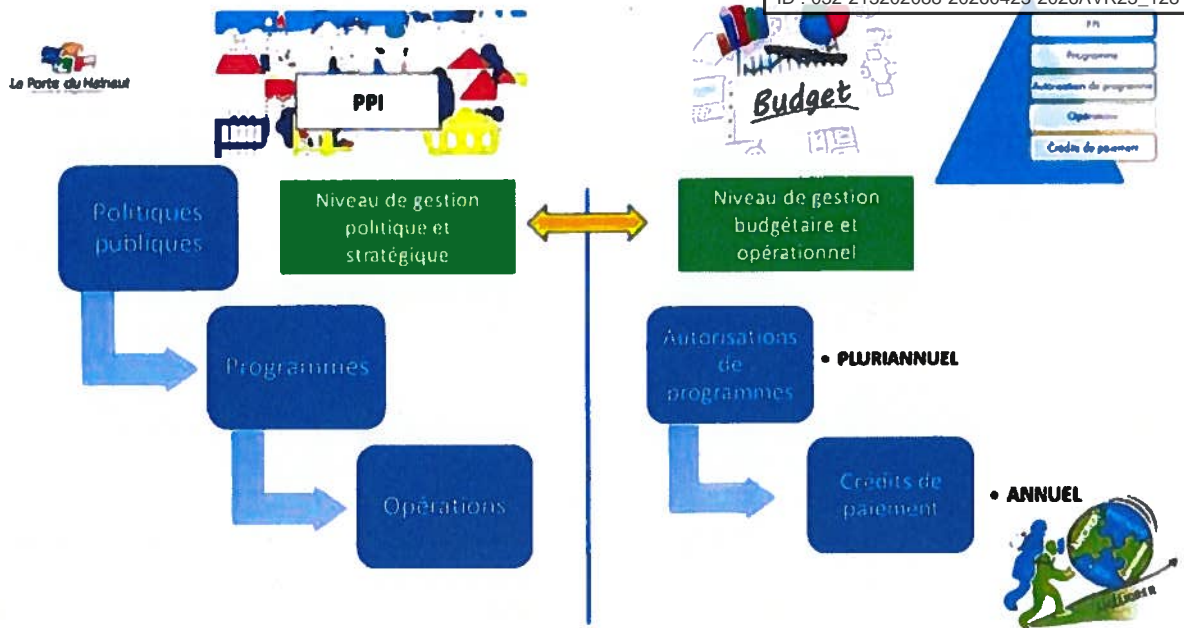 La Porte du Hainaut
PPI
Budget
PPI
Programme
Autorisation de programme
Opérations
Crédits de paiement
Politiques
publiques
Niveau de gestion
politique et
stratégique
Niveau de gestion
budgétaire et
opérationnel
Programmes
Autorisations
de
programmes
• PLURIANNUEL
Opérations
Crédits de
paiement
• ANNUEL